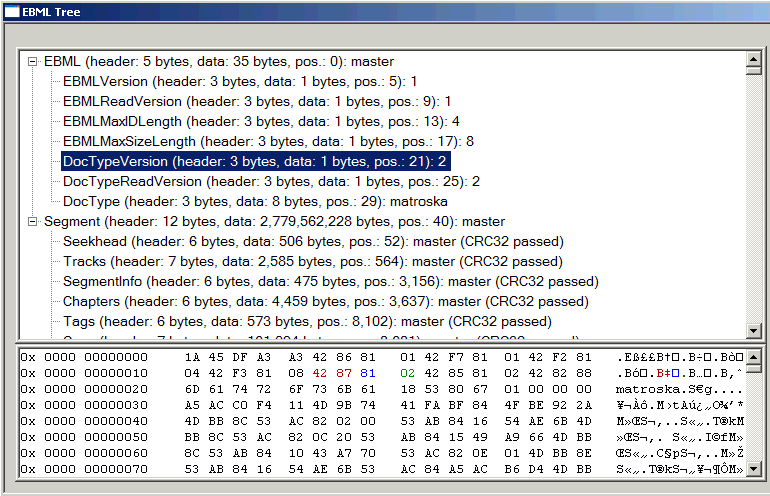 EBML Tree
EBML (header: 5 bytes, data: 35 bytes, pos.: 0): master
EBMLVersion (header: 3 bytes, data: 1 bytes, pos.: 5): 1
EBMLReadVersion (header: 3 bytes, data: 1 bytes, pos.: 9): 1
EBMLMaxIDLength (header: 3 bytes, data: 1 bytes, pos.: 13): 4
EBMLMaxSizeLength (header: 3 bytes, data: 1 bytes, pos.: 17): 8
DocTypeVersion (header: 3 bytes, data: 1 bytes, pos.: 21): 2
DocTypeReadVersion (header: 3 bytes, data: 1 bytes, pos.: 25): 2
DocType (header: 3 bytes, data: 8 bytes, pos.: 29): matroska
Segment (header: 12 bytes, data: 2,779,562,228 bytes, pos.: 40): master
Seekhead (header: 6 bytes, data: 506 bytes, pos.: 52): master (CRC32 passed)
Tracks (header: 7 bytes, data: 2,585 bytes, pos.: 564): master (CRC32 passed)
SegmentInfo (header: 6 bytes, data: 475 bytes, pos.: 3,156): master (CRC32 passed)
Chapters (header: 6 bytes, data: 4,459 bytes, pos.: 3,637): master (CRC32 passed)
Tags (header: 6 bytes, data: 573 bytes, pos.: 8,102): master (CRC32 passed)
0x 0000 00000000 1A 45 DF A3 A3 42 86 81 01 42 F7 81 01 42 F2 81 .Eß££B†□.B÷□.Bò□
0x 0000 00000010 04 42 F3 81 08 42 87 81 02 42 85 81 02 42 82 88 .Bó□.B‡□.B…□.B‚ˆ
0x 0000 00000020 6D 61 74 72 6F 73 6B 61 18 53 80 67 01 00 00 00 matroska.S€g....
0x 0000 00000030 A5 AC C0 F4 11 4D 9B 74 41 FA BF 84 4F BE 92 2A ¥¬Àô.M›tAú¿„O¾’*
0x 0000 00000040 4D BB 8C 53 AC 82 02 00 53 AB 84 16 54 AE 6B 4D M»ŒS¬‚..S«„.T®kM
0x 0000 00000050 BB 8C 53 AC 82 0C 20 53 AB 84 15 49 A9 66 4D BB »ŒS¬‚. S«„.I©fM»
0x 0000 00000060 8C 53 AB 84 10 43 A7 70 53 AC 82 0E 01 4D BB 8E ŒS«„.C§pS¬‚..M»Ž
0x 0000 00000070 53 AB 84 16 54 AE 6B 53 AC 84 A5 AC B6 D4 4D BB S«„.T®kS¬„¥¬¶ÔM»